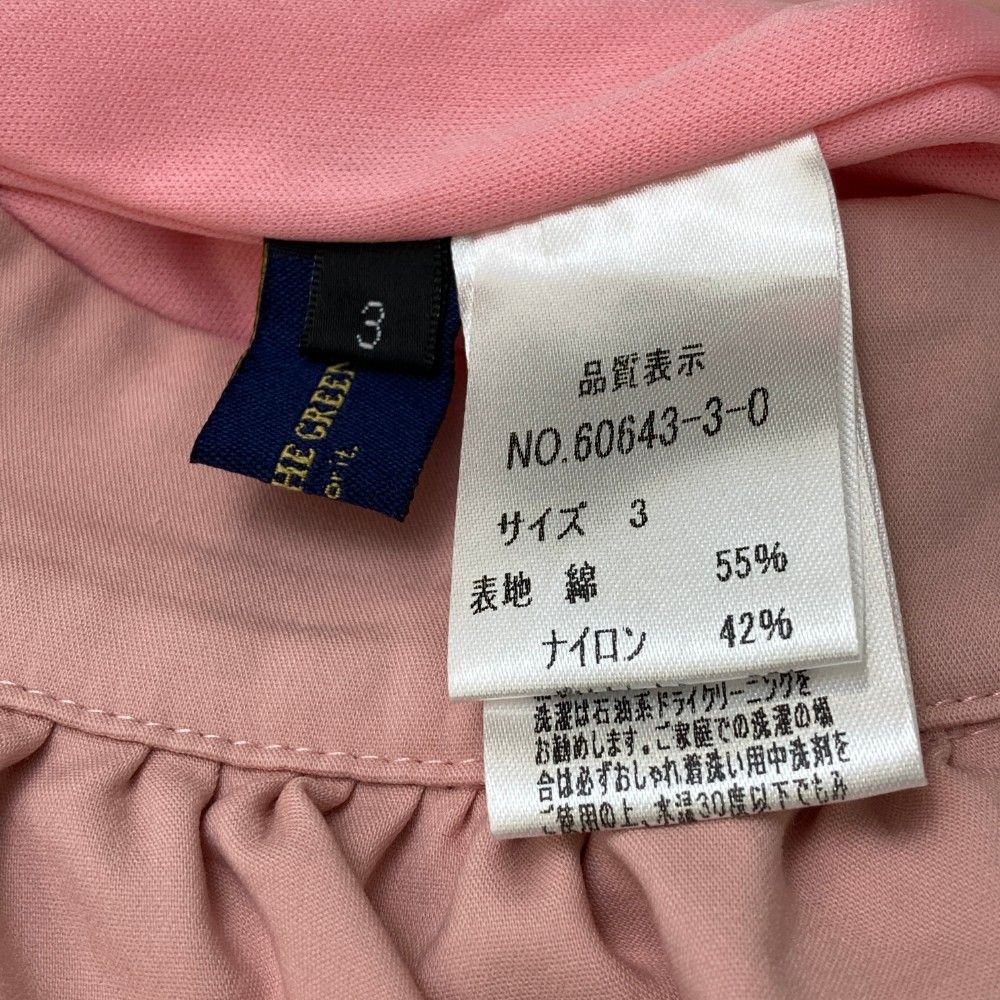 3
HE GREEN
orit.
品質表示
NO.60643-3-0
サイズ 3
表地 綿 55%
ナイロン 42%
洗濯は石油系ドライクリーニングを
お勧めします。ご家庭での洗濯の場
合は必ずおしゃれ着洗い用中性洗剤を
ご使用の上、水温30度以下でもみ